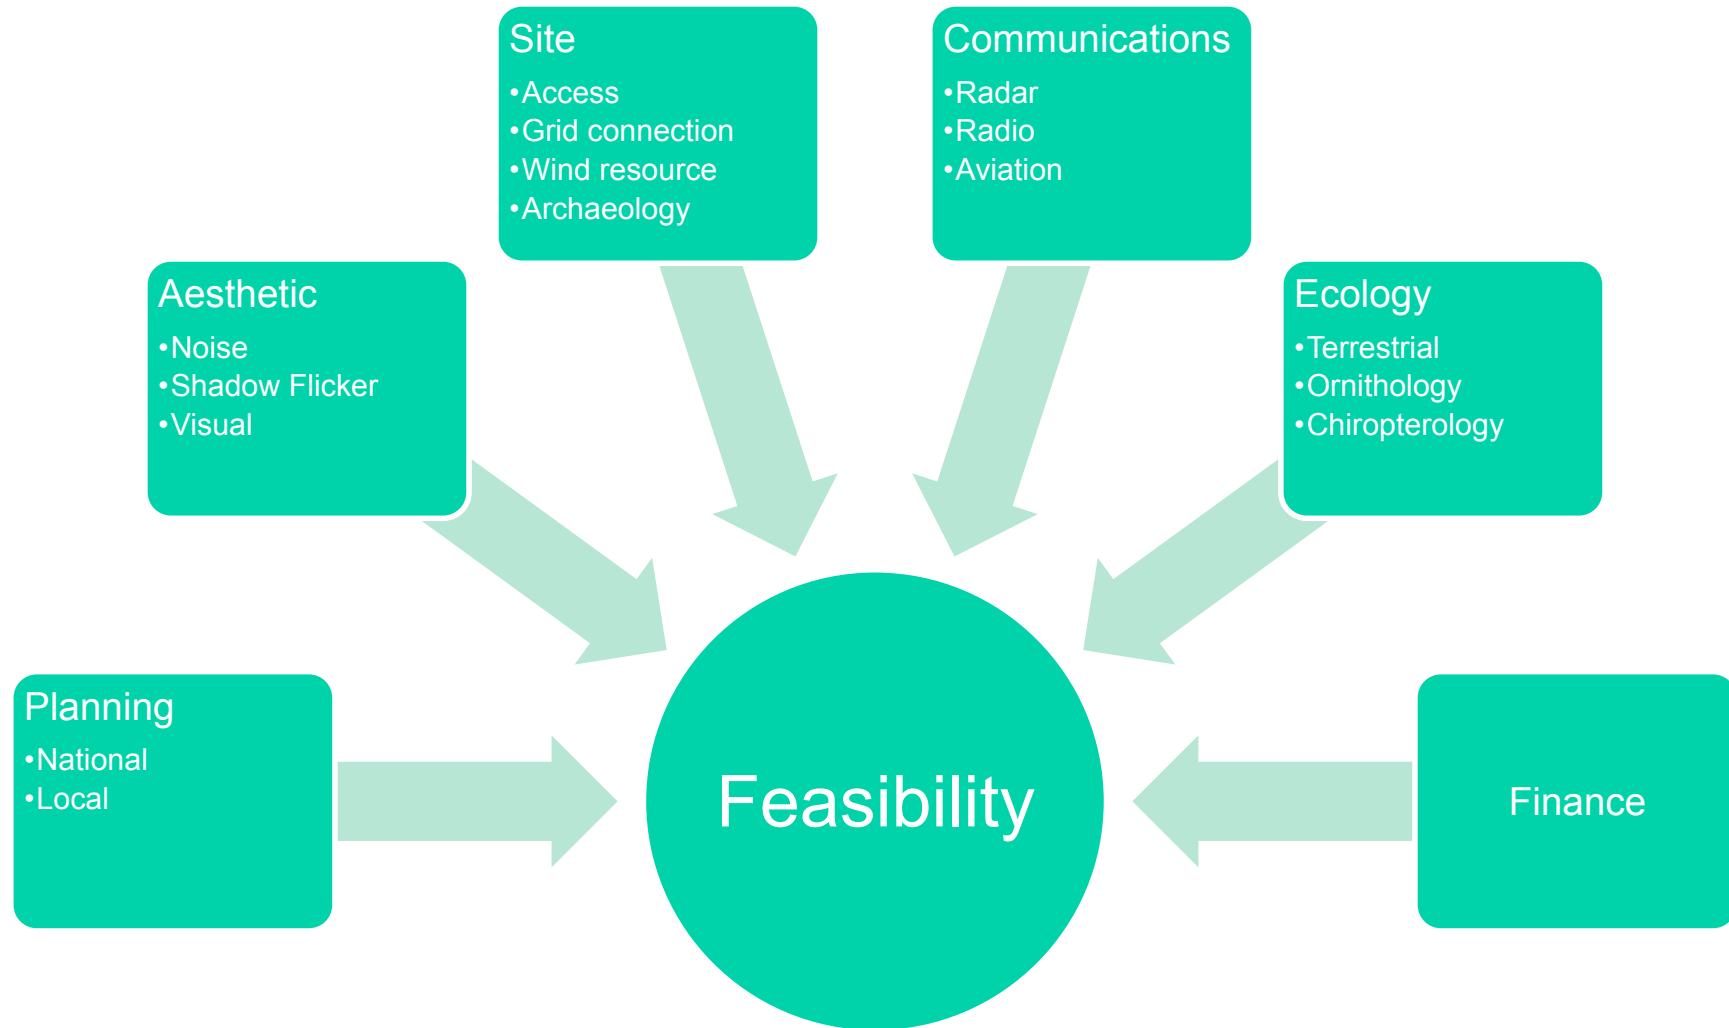 Site
•Access
•Grid connection
•Wind resource
•Archaeology
Communications
•Radar
•Radio
•Aviation
Aesthetic
•Noise
•Shadow Flicker
•Visual
Ecology
•Terrestrial
•Ornithology
•Chiropterology
Planning
•National
•Local
Feasibility
Finance